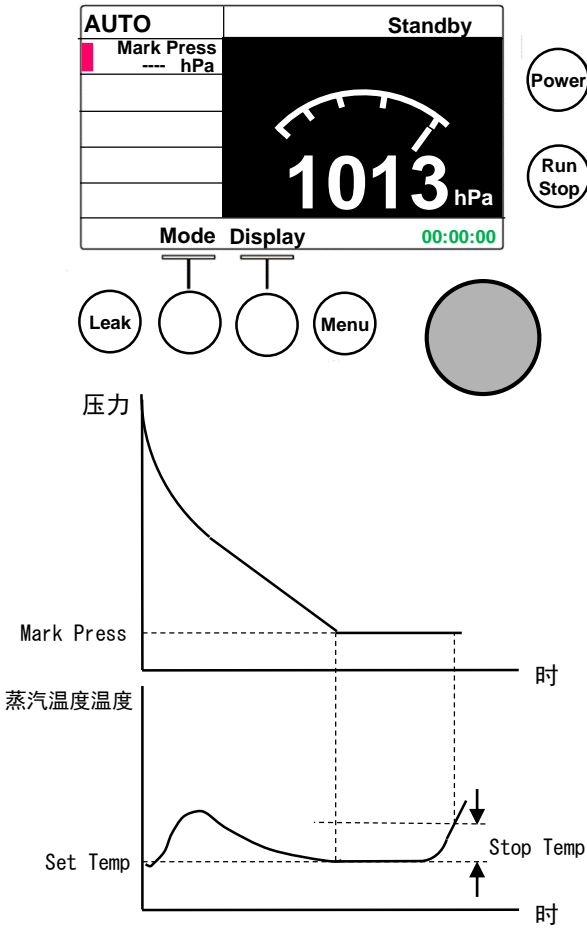 AUTO
Standby
Mark Press
---- hPa
1013 hPa
Mode Display 00:00:00
Power
Run
Stop
Leak
Menu
压力
Mark Press
时
蒸汽温度温度
Set Temp
Stop Temp
时